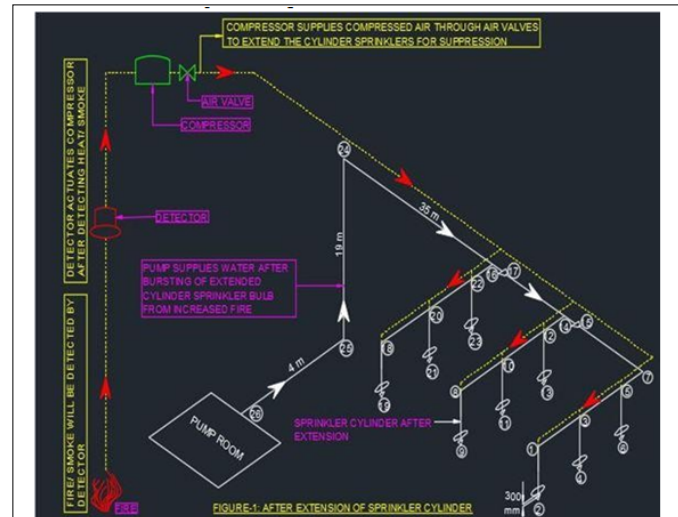 COMPRESSOR SUPPLIES COMPRESSED AIR THROUGH AIR VALVES
TO EXTEND THE CYLINDER SPRINKLERS FOR SUPPRESSION
AIR VALVE
COMPRESSOR
DETECTOR ACTUATES COMPRESSOR
AFTER DETECTING HEAT/ SMOKE
DETECTOR
24
35 m
19 m
PUMP SUPPLIES WATER AFTER
BURSTING OF EXTENDED
CYLINDER SPRINKLER BULB
FROM INCREASED FIRE
16
17
22
20
23
18
21
19
14
15
12
10
13
8
11
9
7
5
3
6
1
4
2
25
4 m
26
PUMP ROOM
SPRINKLER CYLINDER AFTER
EXTENSION
300
mm
FIRE/ SMOKE WILL BE DETECTED BY
DETECTOR
FIRE
FIGURE-1: AFTER EXTENSION OF SPRINKLER CYLINDER